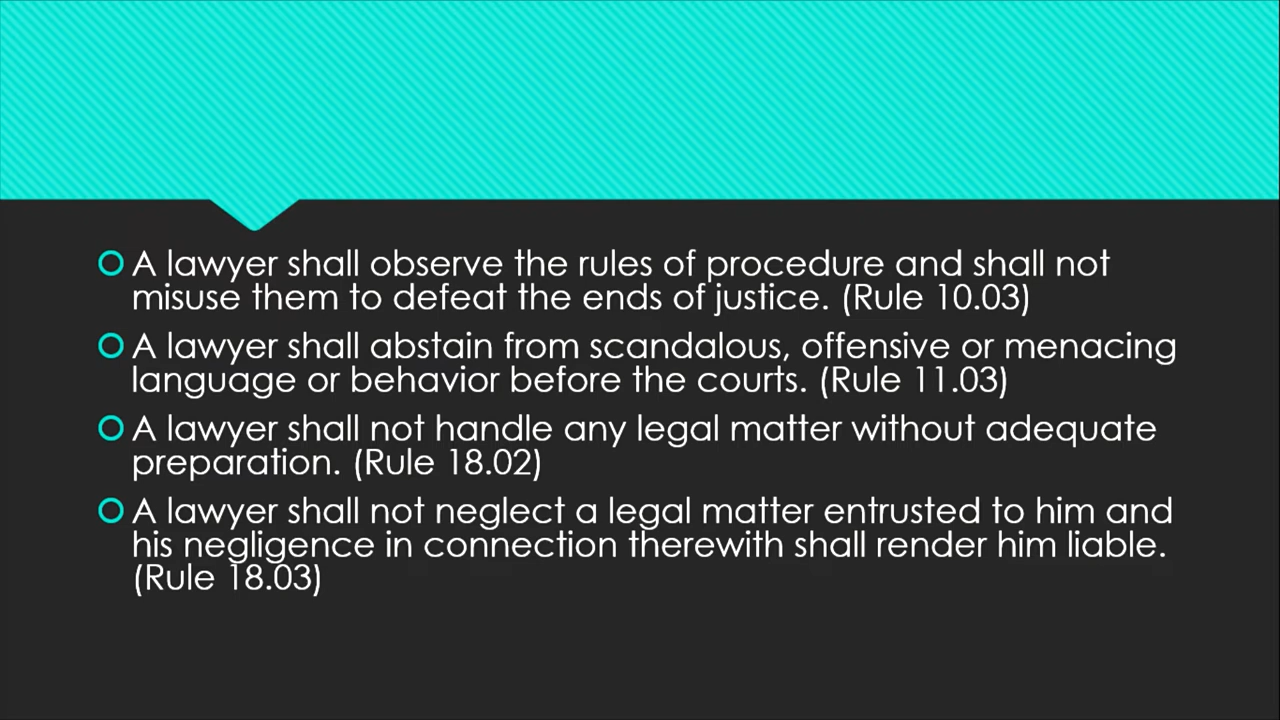 A lawyer shall observe the rules of procedure and shall not
misuse them to defeat the ends of justice. (Rule 10.03)
A lawyer shall abstain from scandalous, offensive or menacing
language or behavior before the courts. (Rule 11.03)
A lawyer shall not handle any legal matter without adequate
preparation. (Rule 18.02)
A lawyer shall not neglect a legal matter entrusted to him and
his negligence in connection therewith shall render him liable.
(Rule 18.03)